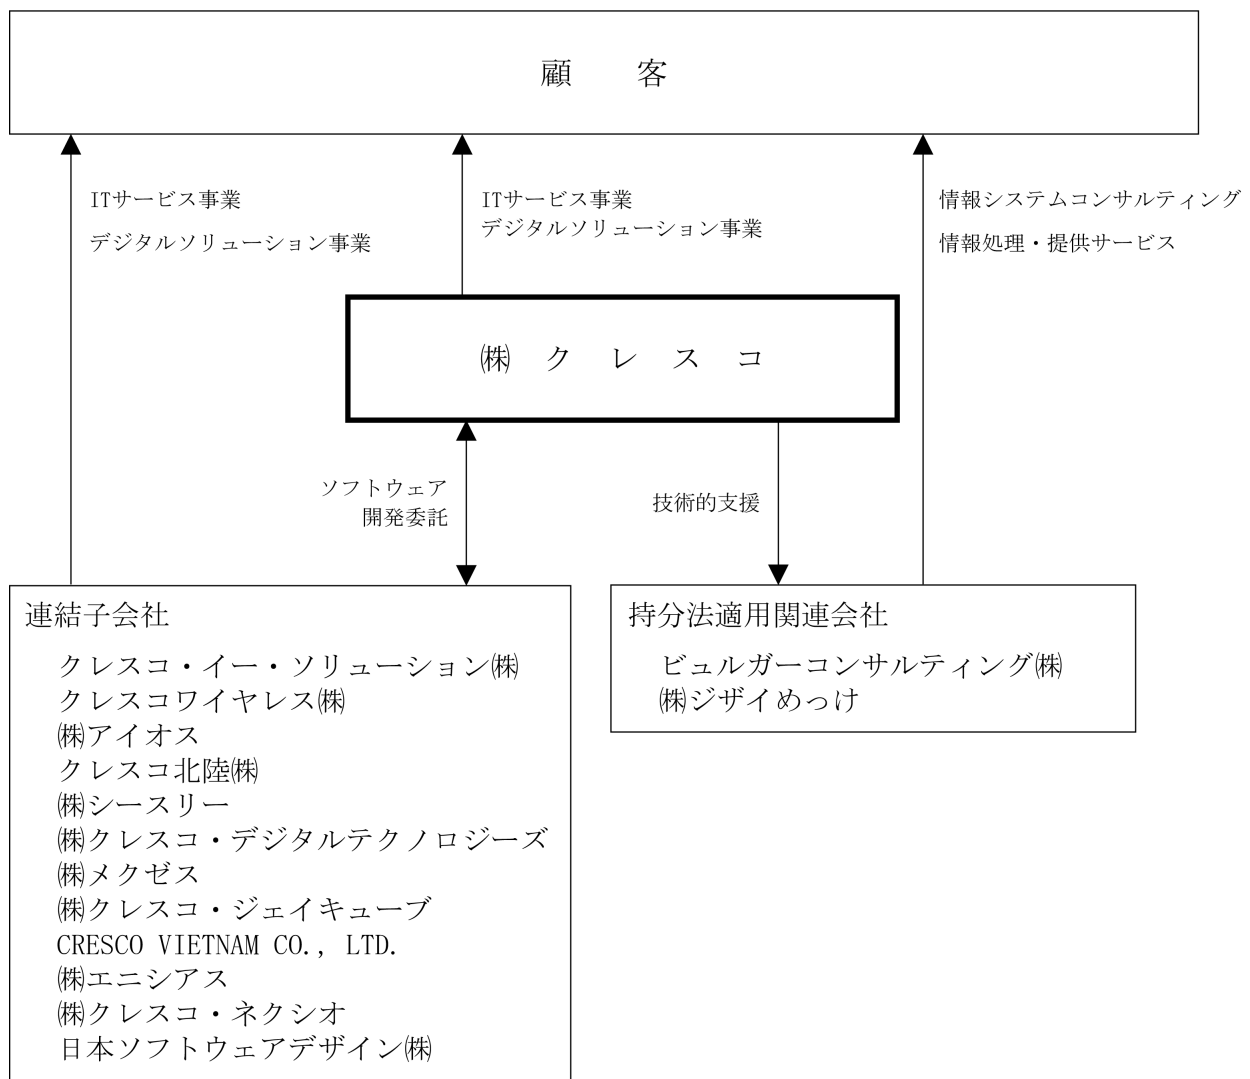 顧　客
ITサービス事業
デジタルソリューション事業
ITサービス事業
デジタルソリューション事業
情報システムコンサルティング
情報処理・提供サービス
㈱ ク レ ス コ
ソフトウェア
開発委託
技術的支援
連結子会社
クレスコ・イー・ソリューション㈱
クレスコワイヤレス㈱
㈱アイオス
クレスコ北陸㈱
㈱シースリー
㈱クレスコ・デジタルテクノロジーズ
㈱メクゼス
㈱クレスコ・ジェイキューブ
CRESCO VIETNAM CO., LTD.
㈱エニシアス
㈱クレスコ・ネクシオ
日本ソフトウェアデザイン㈱
持分法適用関連会社
ビュルガーコンサルティング㈱
㈱ジザイめっけ